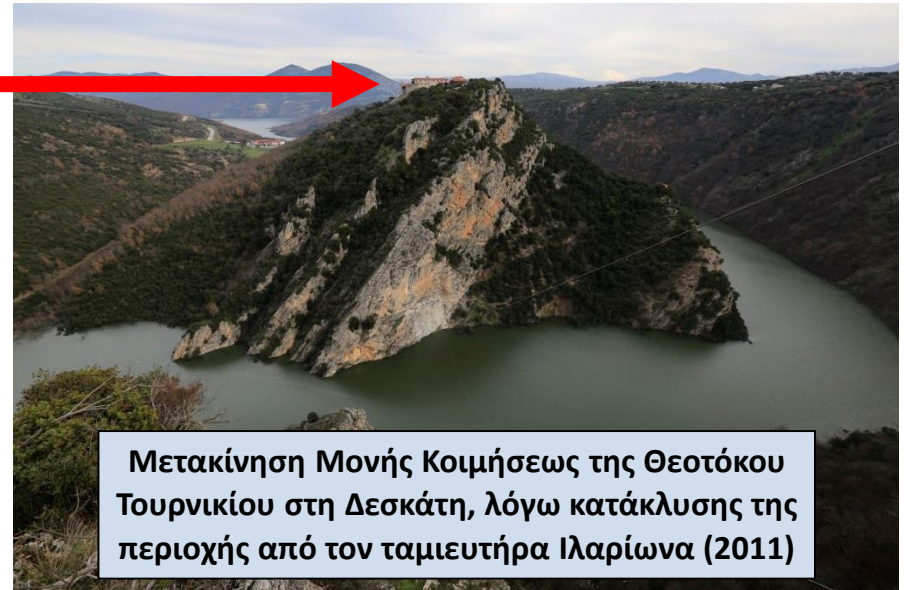 Μετακίνηση Μονής Κοιμήσεως της Θεοτόκου
Τουρνικίου στη Δεσκάτη, λόγω κατάκλυσης της
περιοχής από τον ταμιευτήρα Ιλαρίωνα (2011)